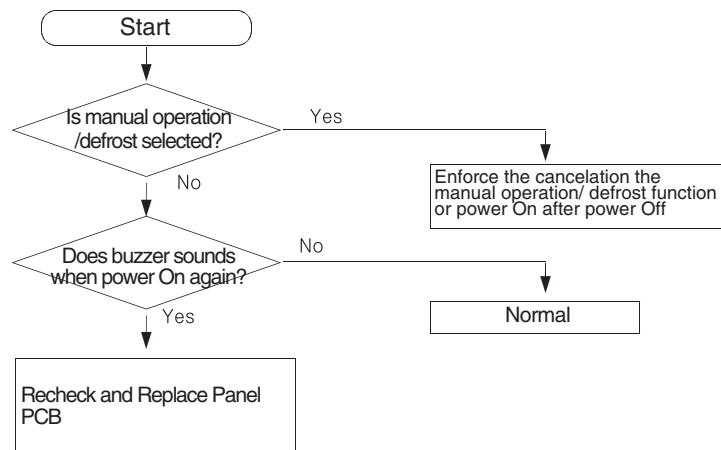 Start
Is manual operation
/defrost selected?
Yes
Enforce the cancelation the
manual operation/ defrost function
or power On after power Off
No
Does buzzer sounds
when power On again?
No
Normal
Yes
Recheck and Replace Panel
PCB